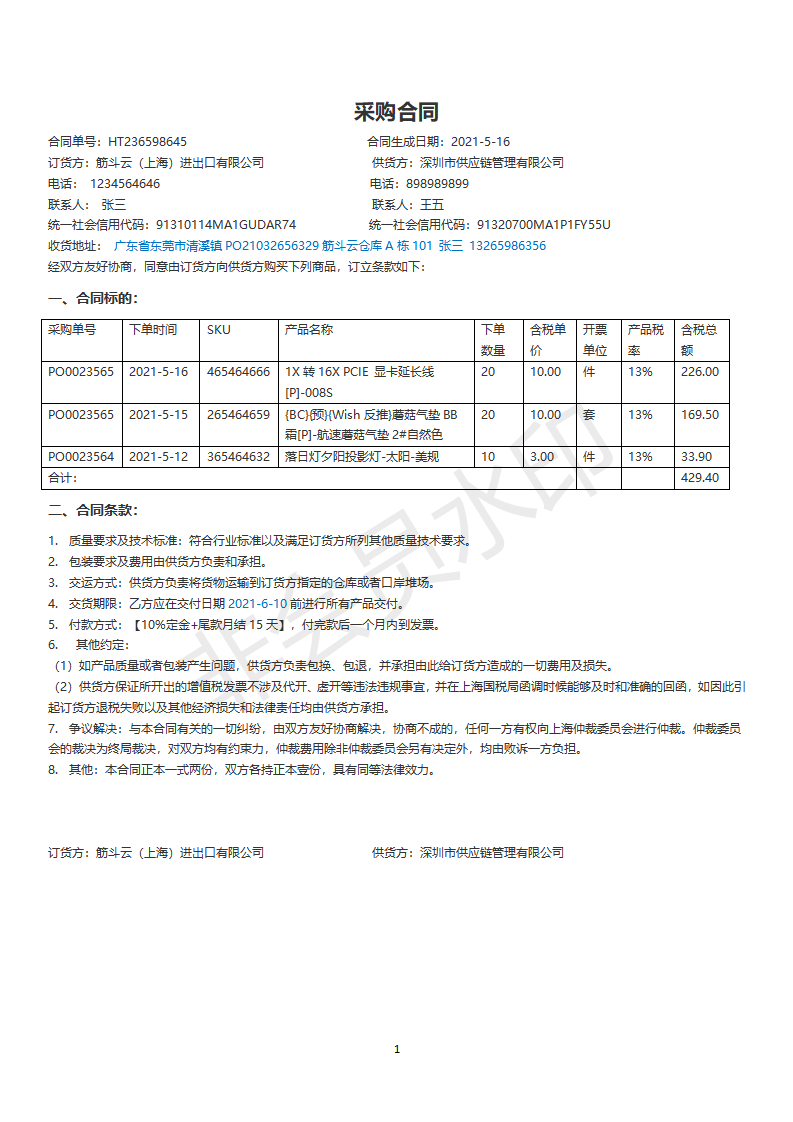 采购合同
合同单号：HT236598645 合同生成日期：2021-5-16
订货方：筋斗云（上海）进出口有限公司 供货方：深圳市供应链管理有限公司
电话： 1234564646 电话：898989899
联系人： 张三 联系人：王五
统一社会信用代码：91310114MA1GUDAR74 统一社会信用代码：91320700MA1P1FY55U
收货地址： 广东省东莞市清溪镇 PO21032656329 筋斗云仓库 A 栋 101 张三 13265986356
经双方友好协商，同意由订货方向供货方购买下列商品，订立条款如下：
一、合同标的：
采购单号 下单时间 SKU 产品名称 下单数量 含税单价 开票单位 产品税率 含税总额
PO0023565 2021-5-16 465464666 1X 转 16X PCIE 显卡延长线 20 10.00 件 13% 226.00
[P]-008S
PO0023565 2021-5-15 265464659 {BC}{预}{Wish 反推}蘑菇气垫 BB 20 10.00 套 13% 169.50
霜[P]-航速蘑菇气垫 2#自然色
PO0023564 2021-5-12 365464632 落日灯夕阳投影灯-太阳-美规 10 3.00 件 13% 33.90
合计： 429.40
二、合同条款：
1. 质量要求及技术标准：符合行业标准以及满足订货方所列其他质量技术要求。
2. 包装要求及费用由供货方负责和承担。
3. 交运方式：供货方负责将货物运输到订货方指定的仓库或者口岸堆场。
4. 交货期限：乙方应在交付日期 2021-6-10 前进行所有产品交付。
5. 付款方式：【10%定金+尾款月结 15 天】，付完款后一个月内到发票。
6. 其他约定：
（1）如产品质量或者包装产生问题，供货方负责包换、包退，并承担由此给订货方造成的一切费用及损失。
（2）供货方保证所开出的增值税发票不涉及代开、虚开等违法违规事宜，并在上海国税局函调时候能够及时和准确的回函，如因此引
起订货方退税失败以及其他经济损失和法律责任均由供货方承担。
7. 争议解决：与本合同有关的一切纠纷，由双方友好协商解决，协商不成的，任何一方有权向上海仲裁委员会进行仲裁。仲裁委员
会的裁决为终局裁决，对双方均有约束力，仲裁费用除非仲裁委员会另有决定外，均由败诉一方负担。
8. 其他：本合同正本一式两份，双方各持正本壹份，具有同等法律效力。
订货方：筋斗云（上海）进出口有限公司 供货方：深圳市供应链管理有限公司
1
非会员水印